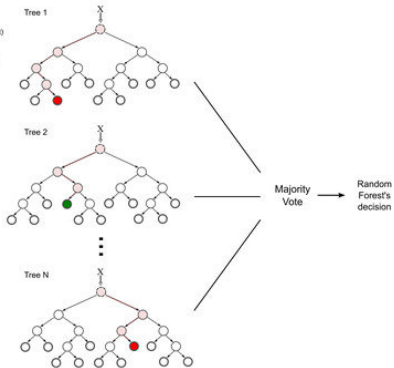 Tree 1
X
Tree 2
X
Tree N
X
Majority
Vote
Random
Forest's
decision